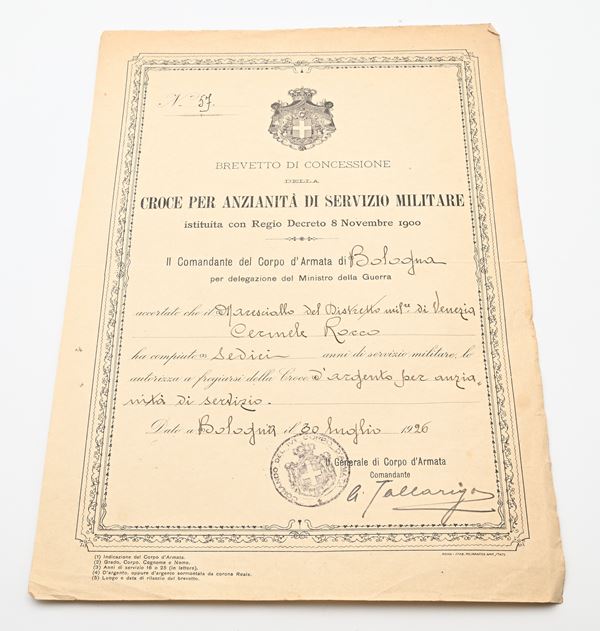 N.° 57.
BREVETTO DI CONCESSIONE
DELLA
CROCE PER ANZIANITÀ DI SERVIZIO MILITARE
istituita con Regio Decreto 8 Novembre 1900
Il Comandante del Corpo d'Armata di Bologna
per delegazione del Ministro della Guerra
accertato che il Maresciallo del Distretto mil.re di Venezia
Cermele Rocco
ha compiuto (3) Sedici anni di servizio militare, lo
autorizza a fregiarsi della Croce d'argento per anzia-
nità di servizio.
Dato a Bologna il 30 luglio 1926
Il Generale di Corpo d'Armata
Comandante
(1) Indicazione del Corpo d'Armata.
(2) Grado, Corpo, Cognome e Nome.
(3) Anni di servizio 16 o 25 (in lettere).
(4) D'argento, oppure d'argento sormontata da corona Reale.
(5) Luogo e data di rilascio del brevetto.